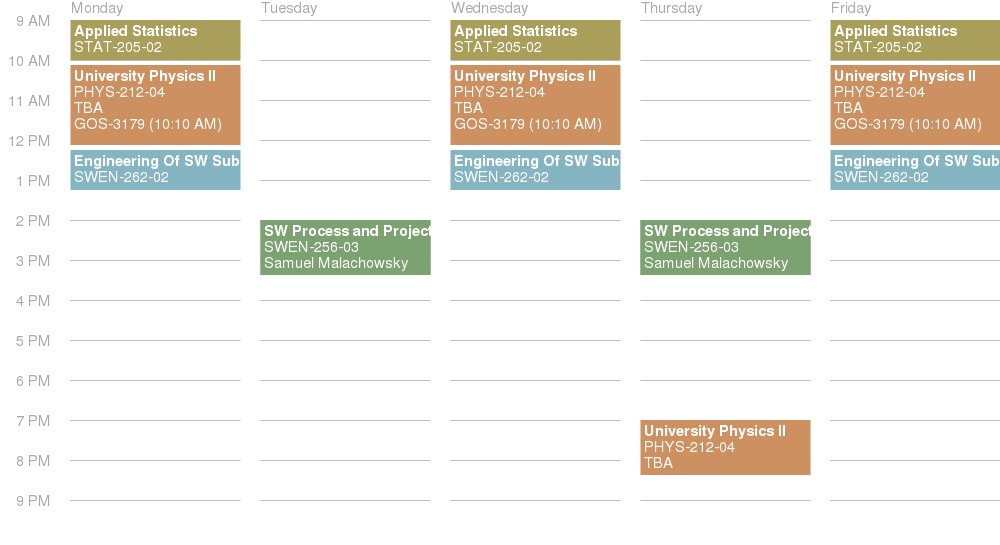 Monday
Tuesday
Wednesday
Thursday
Friday
9 AM
10 AM
11 AM
12 PM
1 PM
2 PM
3 PM
4 PM
5 PM
6 PM
7 PM
8 PM
9 PM
Applied Statistics
STAT-205-02
University Physics II
PHYS-212-04
TBA
GOS-3179 (10:10 AM)
Engineering Of SW Sub
SWEN-262-02
SW Process and Project
SWEN-256-03
Samuel Malachowsky
Applied Statistics
STAT-205-02
University Physics II
PHYS-212-04
TBA
GOS-3179 (10:10 AM)
Engineering Of SW Sub
SWEN-262-02
SW Process and Project
SWEN-256-03
Samuel Malachowsky
University Physics II
PHYS-212-04
TBA
Applied Statistics
STAT-205-02
University Physics II
PHYS-212-04
TBA
GOS-3179 (10:10 AM)
Engineering Of SW Sub
SWEN-262-02